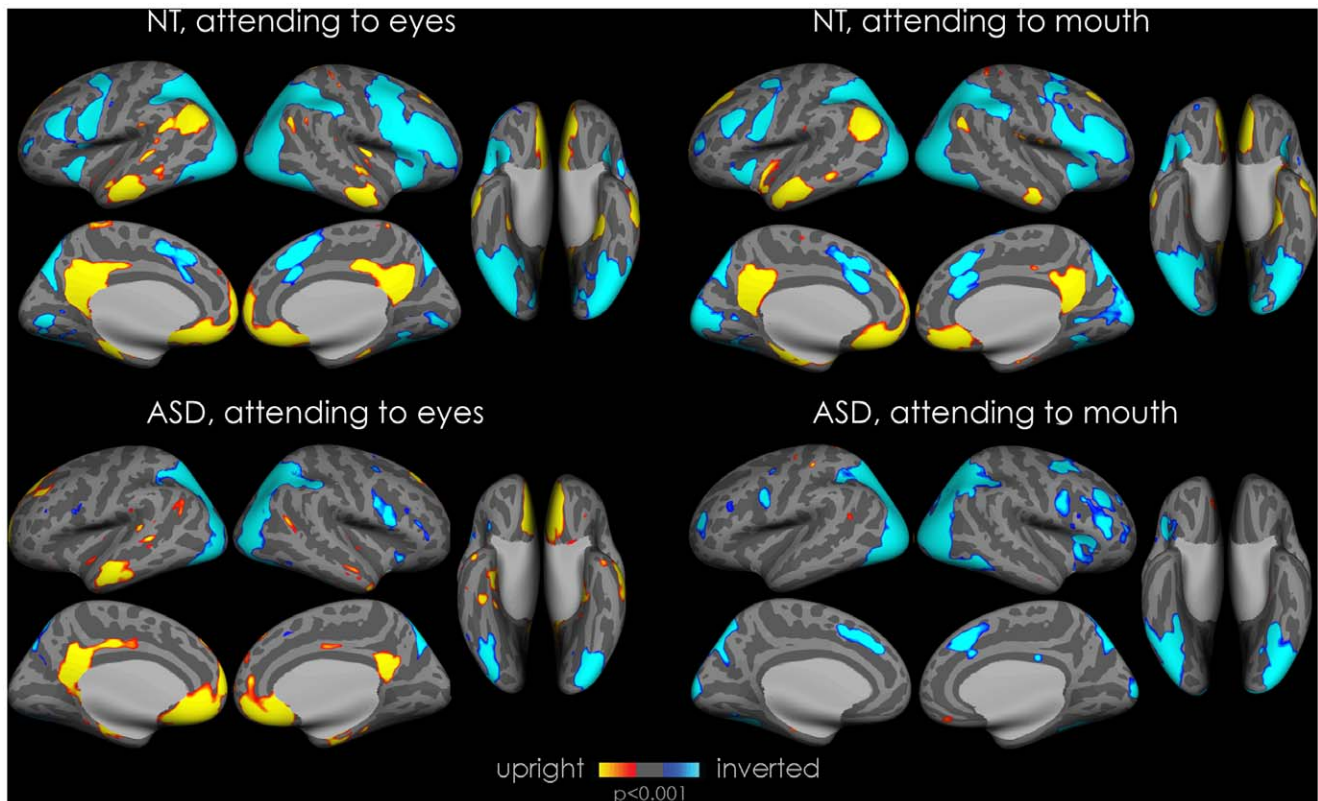 NT, attending to eyes
NT, attending to mouth
ASD, attending to eyes
ASD, attending to mouth
upright inverted
p<0.001